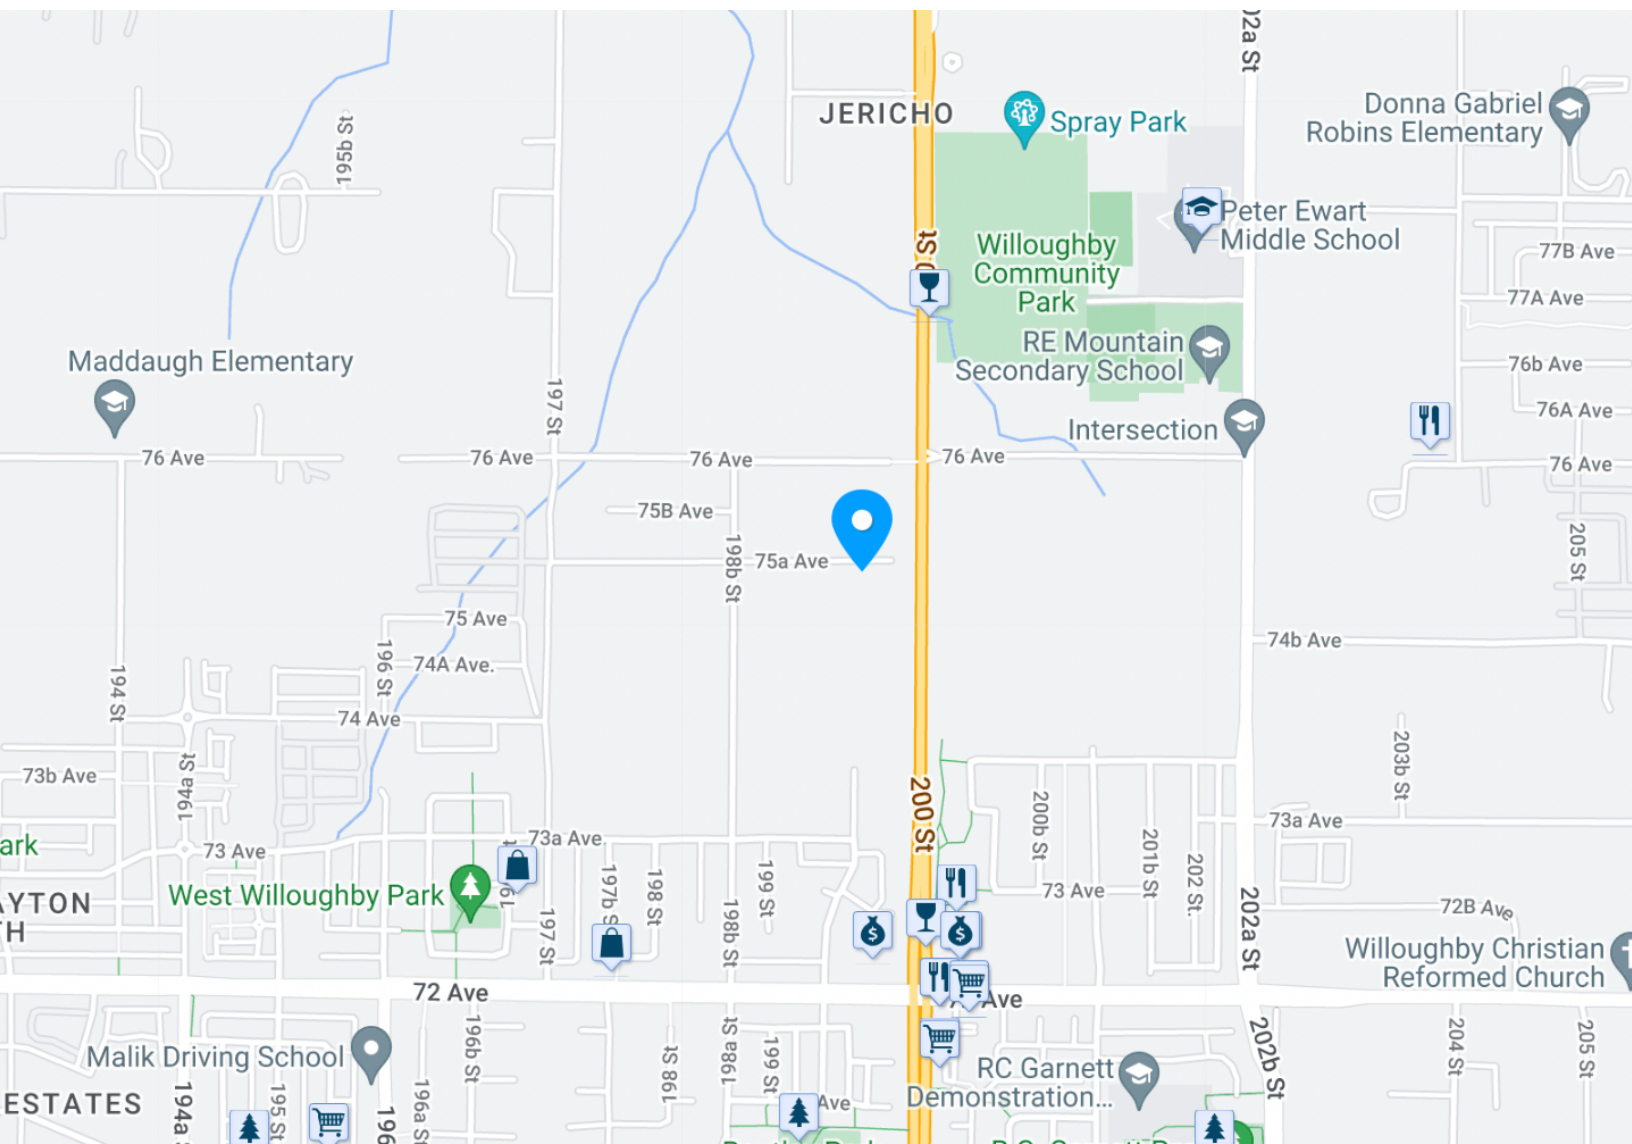 02a St
JERICHO
Spray Park
Donna Gabriel
Robins Elementary
195b St
Peter Ewart
Middle School
Willoughby
Community
Park
77B Ave
77A Ave
RE Mountain
Secondary School
Maddaugh Elementary
76b Ave
197 St
76A Ave
Intersection
76 Ave
76 Ave
76 Ave
76 Ave
76 Ave
75B Ave
198b St
75a Ave
205 St
75 Ave
74A Ave.
196 St
74b Ave
194 St
74 Ave
73b Ave
194a St
203b St
200 St
200b St
73a Ave
73a Ave.
201b St
202 St.
ark
73 Ave
West Willoughby Park
197b S
198 St
199 St
73 Ave
72B Ave
AYTON
TH
197 St
198b St
202a St
Willoughby Christian
Reformed Church
72 Ave
Ave
Malik Driving School
196b St
198a St
198 St
199 St
202b St
204 St
205 St
RC Garnett
Demonstration...
ESTATES
194a S
195 St
196
196a St
Ave